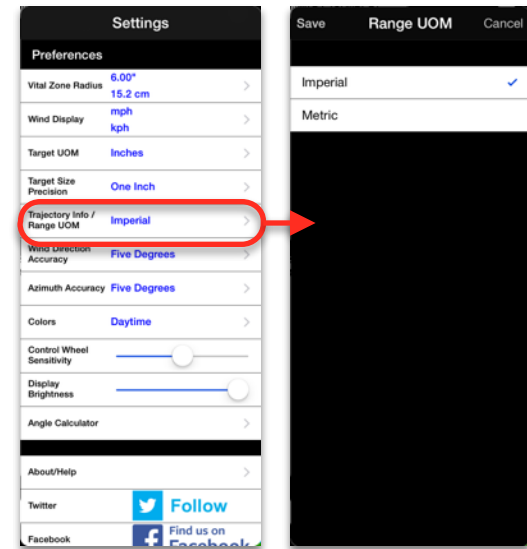 Settings
Preferences
Vital Zone Radius
6.00"
15.2 cm
Wind Display
mph
kph
Target UOM
Inches
Target Size
Precision
One Inch
Trajectory Info /
Range UOM
Imperial
Wind Direction
Accuracy
Five Degrees
Azimuth Accuracy
Five Degrees
Colors
Daytime
Control Wheel
Sensitivity
Display
Brightness
Angle Calculator
About/Help
Twitter
Follow
Facebook
Find us on
Facebook
Save
Range UOM
Cancel
Imperial
Metric